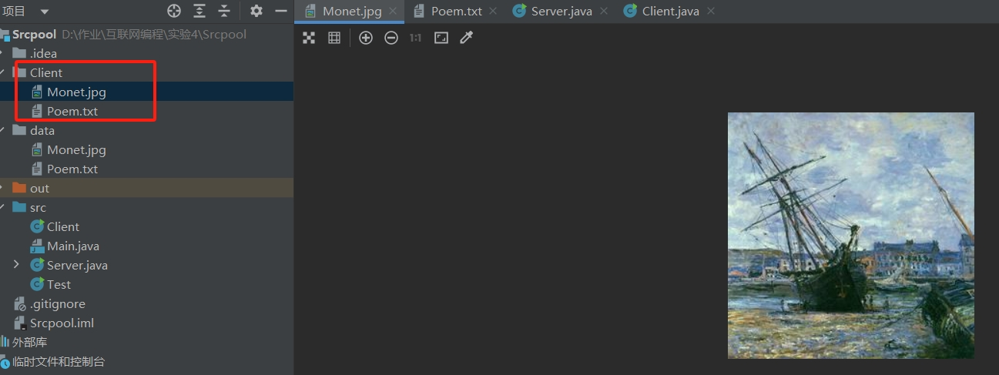 项目
Monet.jpg
Poem.txt
Server.java
Client.java
Srcpool D:\作业\互联网编程\实验4\Srcpool
.idea
Client
Monet.jpg
Poem.txt
data
Monet.jpg
Poem.txt
out
src
Client
Main.java
Server.java
Test
.gitignore
Srcpool.iml
外部库
临时文件和控制台
1:1